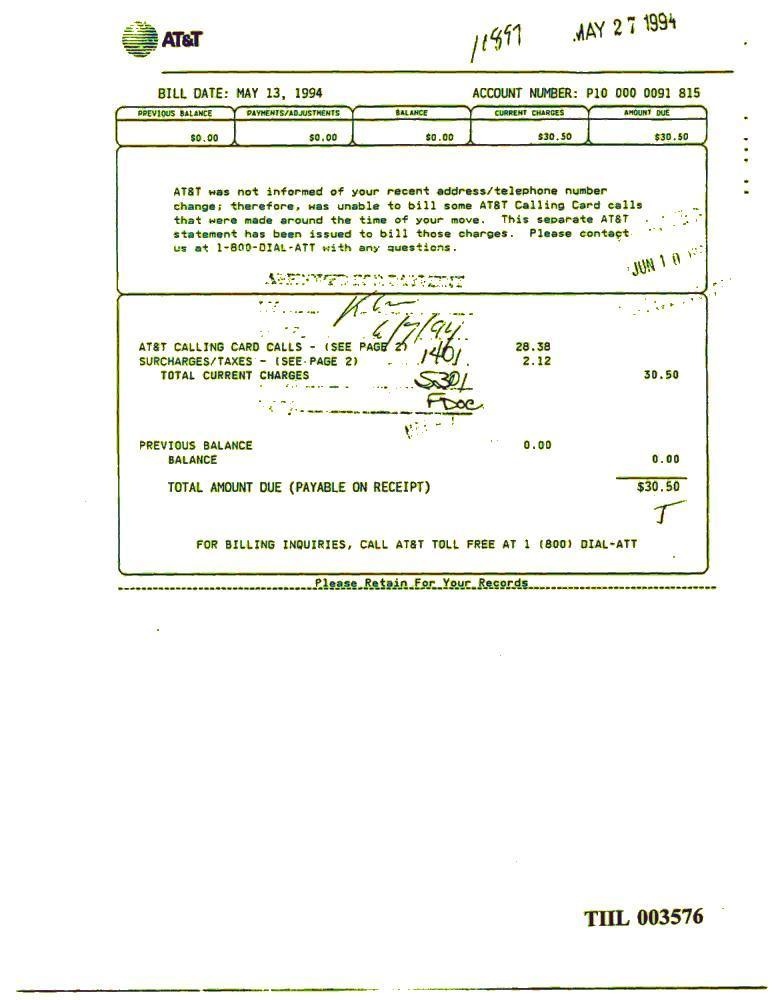 AT&T
MAY 27 1994
BILL DATE: MAY 13, 1994 ACCOUNT NUMBER: P10 000 0091 815
PREVIOUS BALANCE PAYMENTS/ADJUSTMENTS BALANCE CURRENT CHARGES AMOUNT DUE
$0.00 $0.00 $0.00 $30.50 $30.50
AT&T was not informed of your recent address/telephone number
change; therefore, was unable to bill some AT&T Calling Card calls
that were made around the time of your move. This separate AT&T
statement has been issued to bill those charges. Please contact
us at 1-800-DIAL-ATT with any questions.
JUN 10
APPROVED FOR PAYMENT
6/7/94
AT&T CALLING CARD CALLS - (SEE PAGE 2) 28.38
1401
SURCHARGES/TAXES - (SEE PAGE 2) 2.12
TOTAL CURRENT CHARGES 30.50
5301
FDOC
PREVIOUS BALANCE 0.00
BALANCE 0.00
TOTAL AMOUNT DUE (PAYABLE ON RECEIPT) $30.50
FOR BILLING INQUIRIES, CALL AT&T TOLL FREE AT 1 (800) DIAL-ATT
Please Retain For Your Records
TIIL 003576